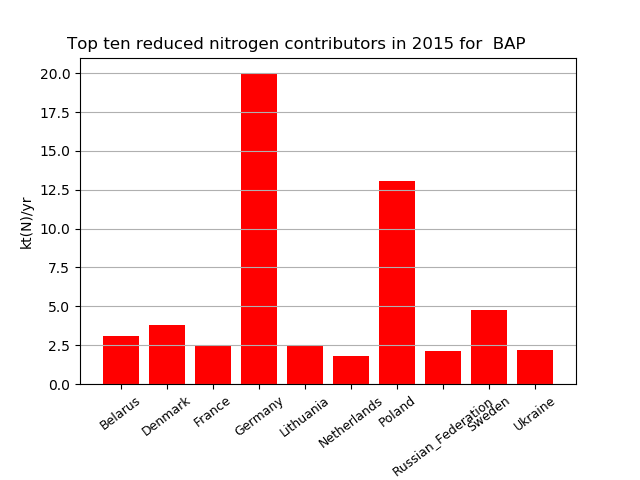 Top ten reduced nitrogen contributors in 2015 for  BAP
kt(N)/yr
20.0
17.5
15.0
12.5
10.0
7.5
5.0
2.5
0.0
Belarus
Denmark
France
Germany
Lithuania
Netherlands
Poland
Russian_Federation
Sweden
Ukraine